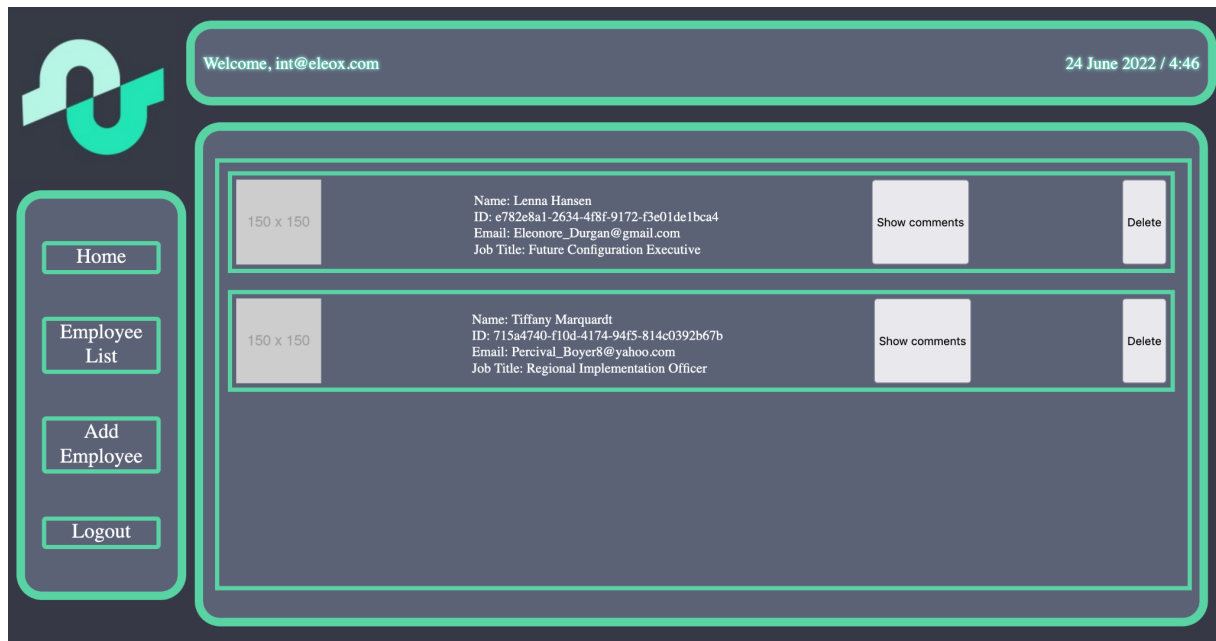 Welcome, int@eleox.com
24 June 2022 / 4:46
Home
Employee
List
Add
Employee
Logout
150 x 150
Name: Lenna Hansen
ID: e782e8a1-2634-4f8f-9172-f3e01de1bca4
Email: Eleonore_Durgan@gmail.com
Job Title: Future Configuration Executive
Show comments
Delete
150 x 150
Name: Tiffany Marquardt
ID: 715a4740-f10d-4174-94f5-814c0392b67b
Email: Percival_Boyer8@yahoo.com
Job Title: Regional Implementation Officer
Show comments
Delete